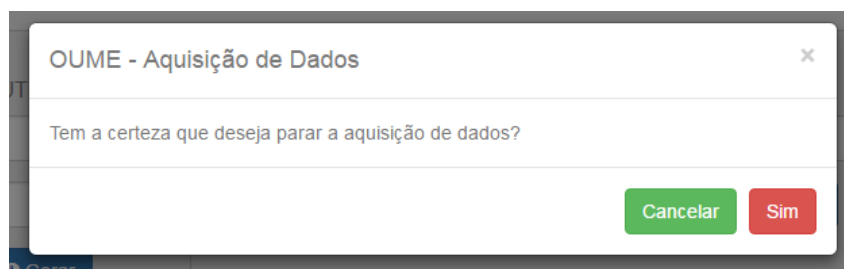 OUME - Aquisição de Dados
×
Tem a certeza que deseja parar a aquisição de dados?
Cancelar
Sim